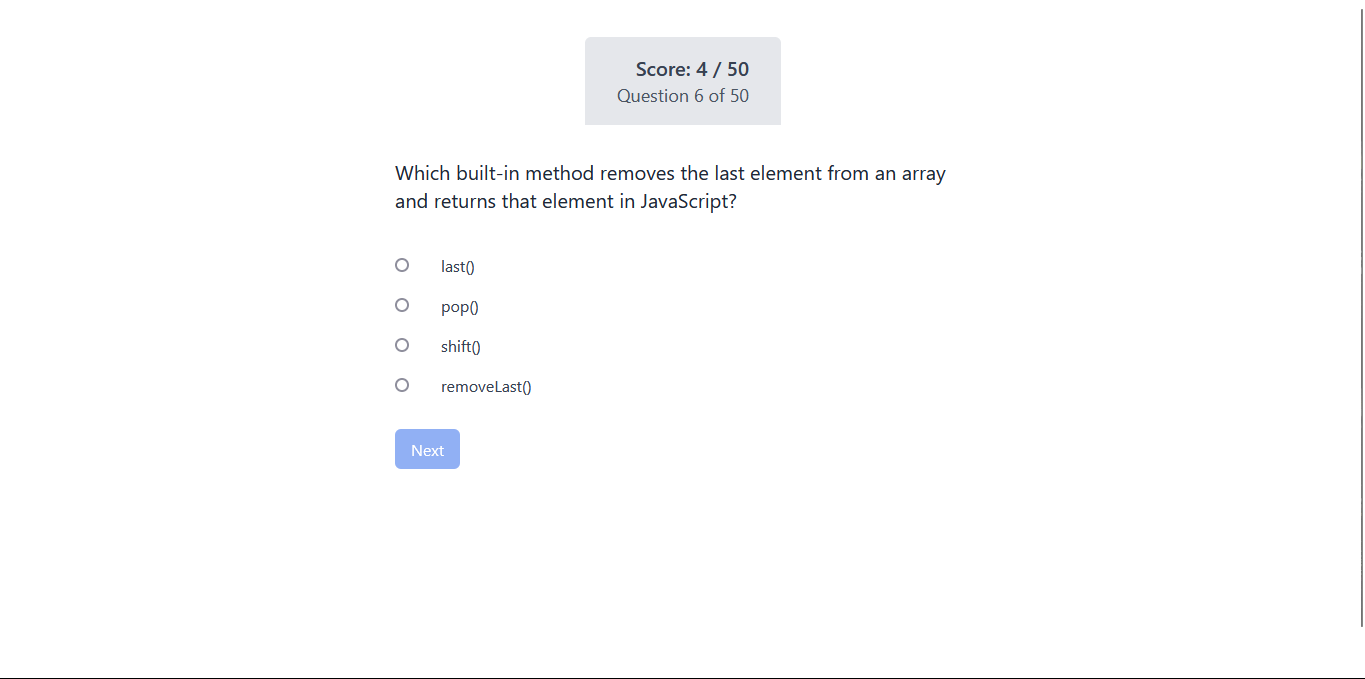 Score: 4 / 50
Question 6 of 50
Which built-in method removes the last element from an array
and returns that element in JavaScript?
last()
pop()
shift()
removeLast()
Next